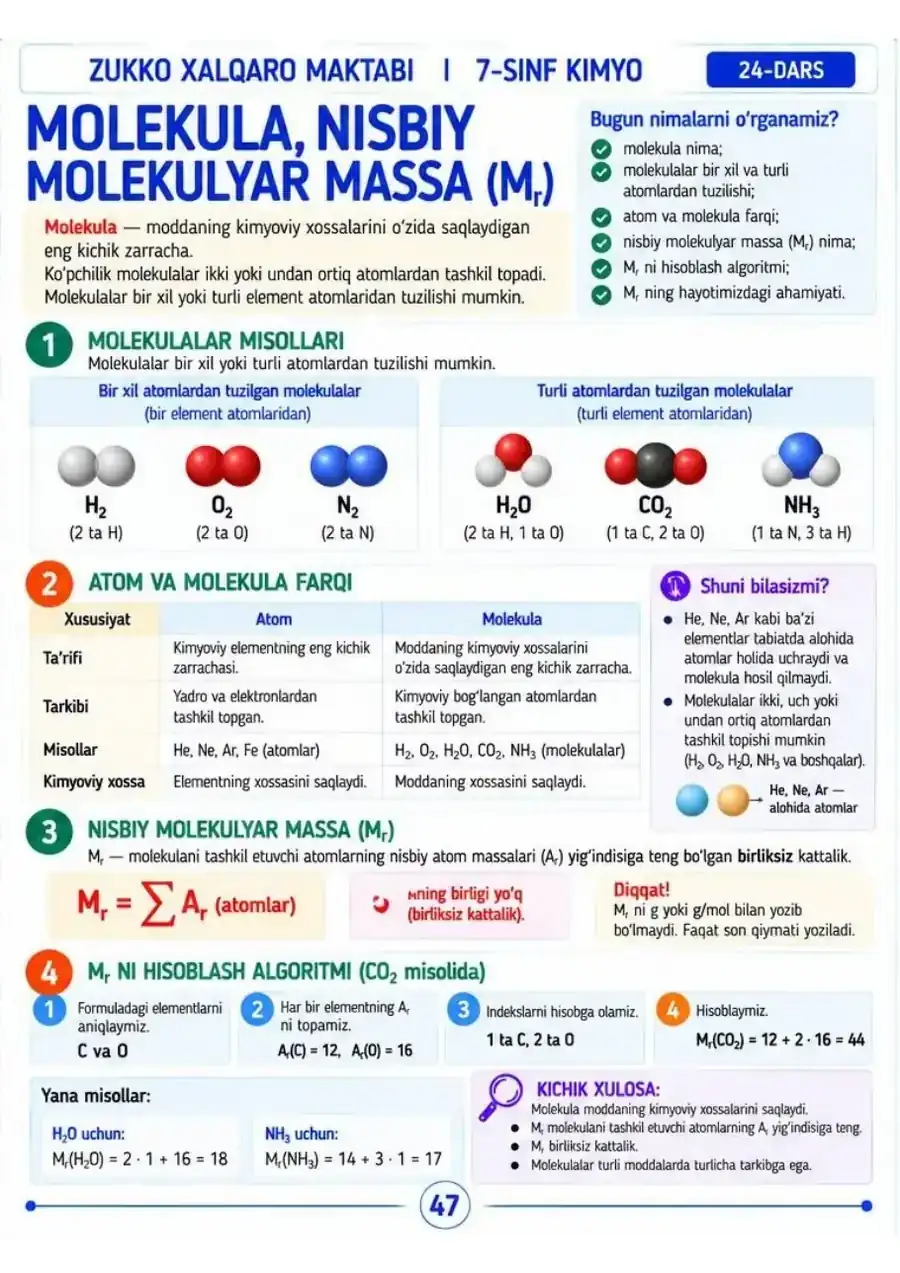 ZUKKO XALQARO MAKTABI | 7-SINF KIMYO
24-DARS
MOLEKULA, NISBIY
MOLEKULYAR MASSA (Mᵣ)
Molekula — moddaning kimyoviy xossalarini o‘zida saqlaydigan
eng kichik zarracha.
Ko‘pchilik molekulalar ikki yoki undan ortiq atomlardan tashkil topadi.
Molekulalar bir xil yoki turli element atomlaridan tuzilishi mumkin.
Bugun nimalarni o‘rganamiz?
molekula nima;
molekulalar bir xil va turli
atomlardan tuzilishi;
atom va molekula farqi;
nisbiy molekulyar massa (Mᵣ) nima;
Mᵣ ni hisoblash algoritmi;
Mᵣ ning hayotimizdagi ahamiyati.
1 MOLEKULALAR MISOLLARI
Molekulalar bir xil yoki turli atomlardan tuzilishi mumkin.
Bir xil atomlardan tuzilgan molekulalar
(bir element atomlaridan)
H₂ O₂ N₂
(2 ta H) (2 ta O) (2 ta N)
Turli atomlardan tuzilgan molekulalar
(turli element atomlaridan)
H₂O CO₂ NH₃
(2 ta H, 1 ta O) (1 ta C, 2 ta O) (1 ta N, 3 ta H)
2 ATOM VA MOLEKULA FARQI
Xususiyat Atom Molekula
Ta’rifi
Kimyoviy elementning eng kichik
zarrachasi.
Moddaning kimyoviy xossalarini
o‘zida saqlaydigan eng kichik zarracha.
Tarkibi
Yadro va elektronlardan
tashkil topgan.
Kimyoviy bog‘langan atomlardan
tashkil topgan.
Misollar He, Ne, Ar, Fe (atomlar) H₂, O₂, H₂O, CO₂, NH₃ (molekulalar)
Kimyoviy xossa Elementning xossasini saqlaydi. Moddaning xossasini saqlaydi.
Shuni bilasizmi?
• He, Ne, Ar kabi ba’zi
elementlar tabiatda alohida
atomlar holida uchraydi va
molekula hosil qilmaydi.
• Molekulalar ikki, uch yoki
undan ortiq atomlardan
tashkil topishi mumkin
(H₂, O₂, H₂O, NH₃ va boshqalar).
He, Ne, Ar —
alohida atomlar
3 NISBIY MOLEKULYAR MASSA (Mᵣ)
Mᵣ — molekulani tashkil etuvchi atomlarning nisbiy atom massalari (Aᵣ) yig‘indisiga teng bo‘lgan birliksiz kattalik.
Mᵣ = ∑ Aᵣ (atomlar)
мning birligi yo‘q
(birliksiz kattalik).
Diqqat!
Mᵣ ni g yoki g/mol bilan yozib
bo‘lmaydi. Faqat son qiymati yoziladi.
4 Mᵣ NI HISOBLASH ALGORITMI (CO₂ misolida)
1 Formuladagi elementlarni
aniqlaymiz.
C va O
2 Har bir elementning Aᵣ
ni topamiz.
Aᵣ(C) = 12, Aᵣ(O) = 16
3 Indekslarni hisobga olamiz.
1 ta C, 2 ta O
4 Hisoblaymiz.
Mᵣ(CO₂) = 12 + 2 · 16 = 44
Yana misollar:
H₂O uchun:
Mᵣ(H₂O) = 2 · 1 + 16 = 18
NH₃ uchun:
Mᵣ(NH₃) = 14 + 3 · 1 = 17
KICHIK XULOSA:
Molekula moddaning kimyoviy xossalarini saqlaydi.
• Mᵣ molekulani tashkil etuvchi atomlarning Aᵣ yig‘indisiga teng.
• Mᵣ birliksiz kattalik.
• Molekulalar turli moddalarda turlicha tarkibga ega.
47